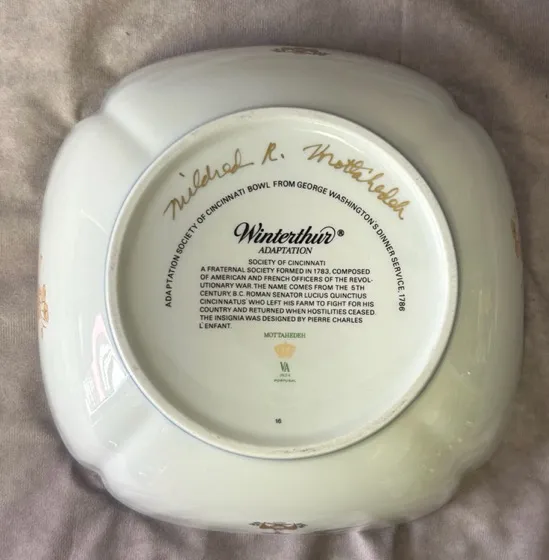 Mildred R. Mottahedeh
ADAPTATION SOCIETY OF CINCINNATI BOWL FROM GEORGE WASHINGTON'S DINNER SERVICE, 1786
Winterthur®
ADAPTATION
SOCIETY OF CINCINNATI
A FRATERNAL SOCIETY FORMED IN 1783, COMPOSED
OF AMERICAN AND FRENCH OFFICERS OF THE REVOL-
UTIONARY WAR. THE NAME COMES FROM THE 5TH
CENTURY, B.C. ROMAN SENATOR LUCIUS QUINCTIUS
CINCINNATUS WHO LEFT HIS FARM TO FIGHT FOR HIS
COUNTRY AND RETURNED WHEN HOSTILITIES CEASED.
THE INSIGNIA WAS DESIGNED BY PIERRE CHARLES
L'ENFANT.
MOTTAHEDEH
VA
1824
PORTUGAL
16